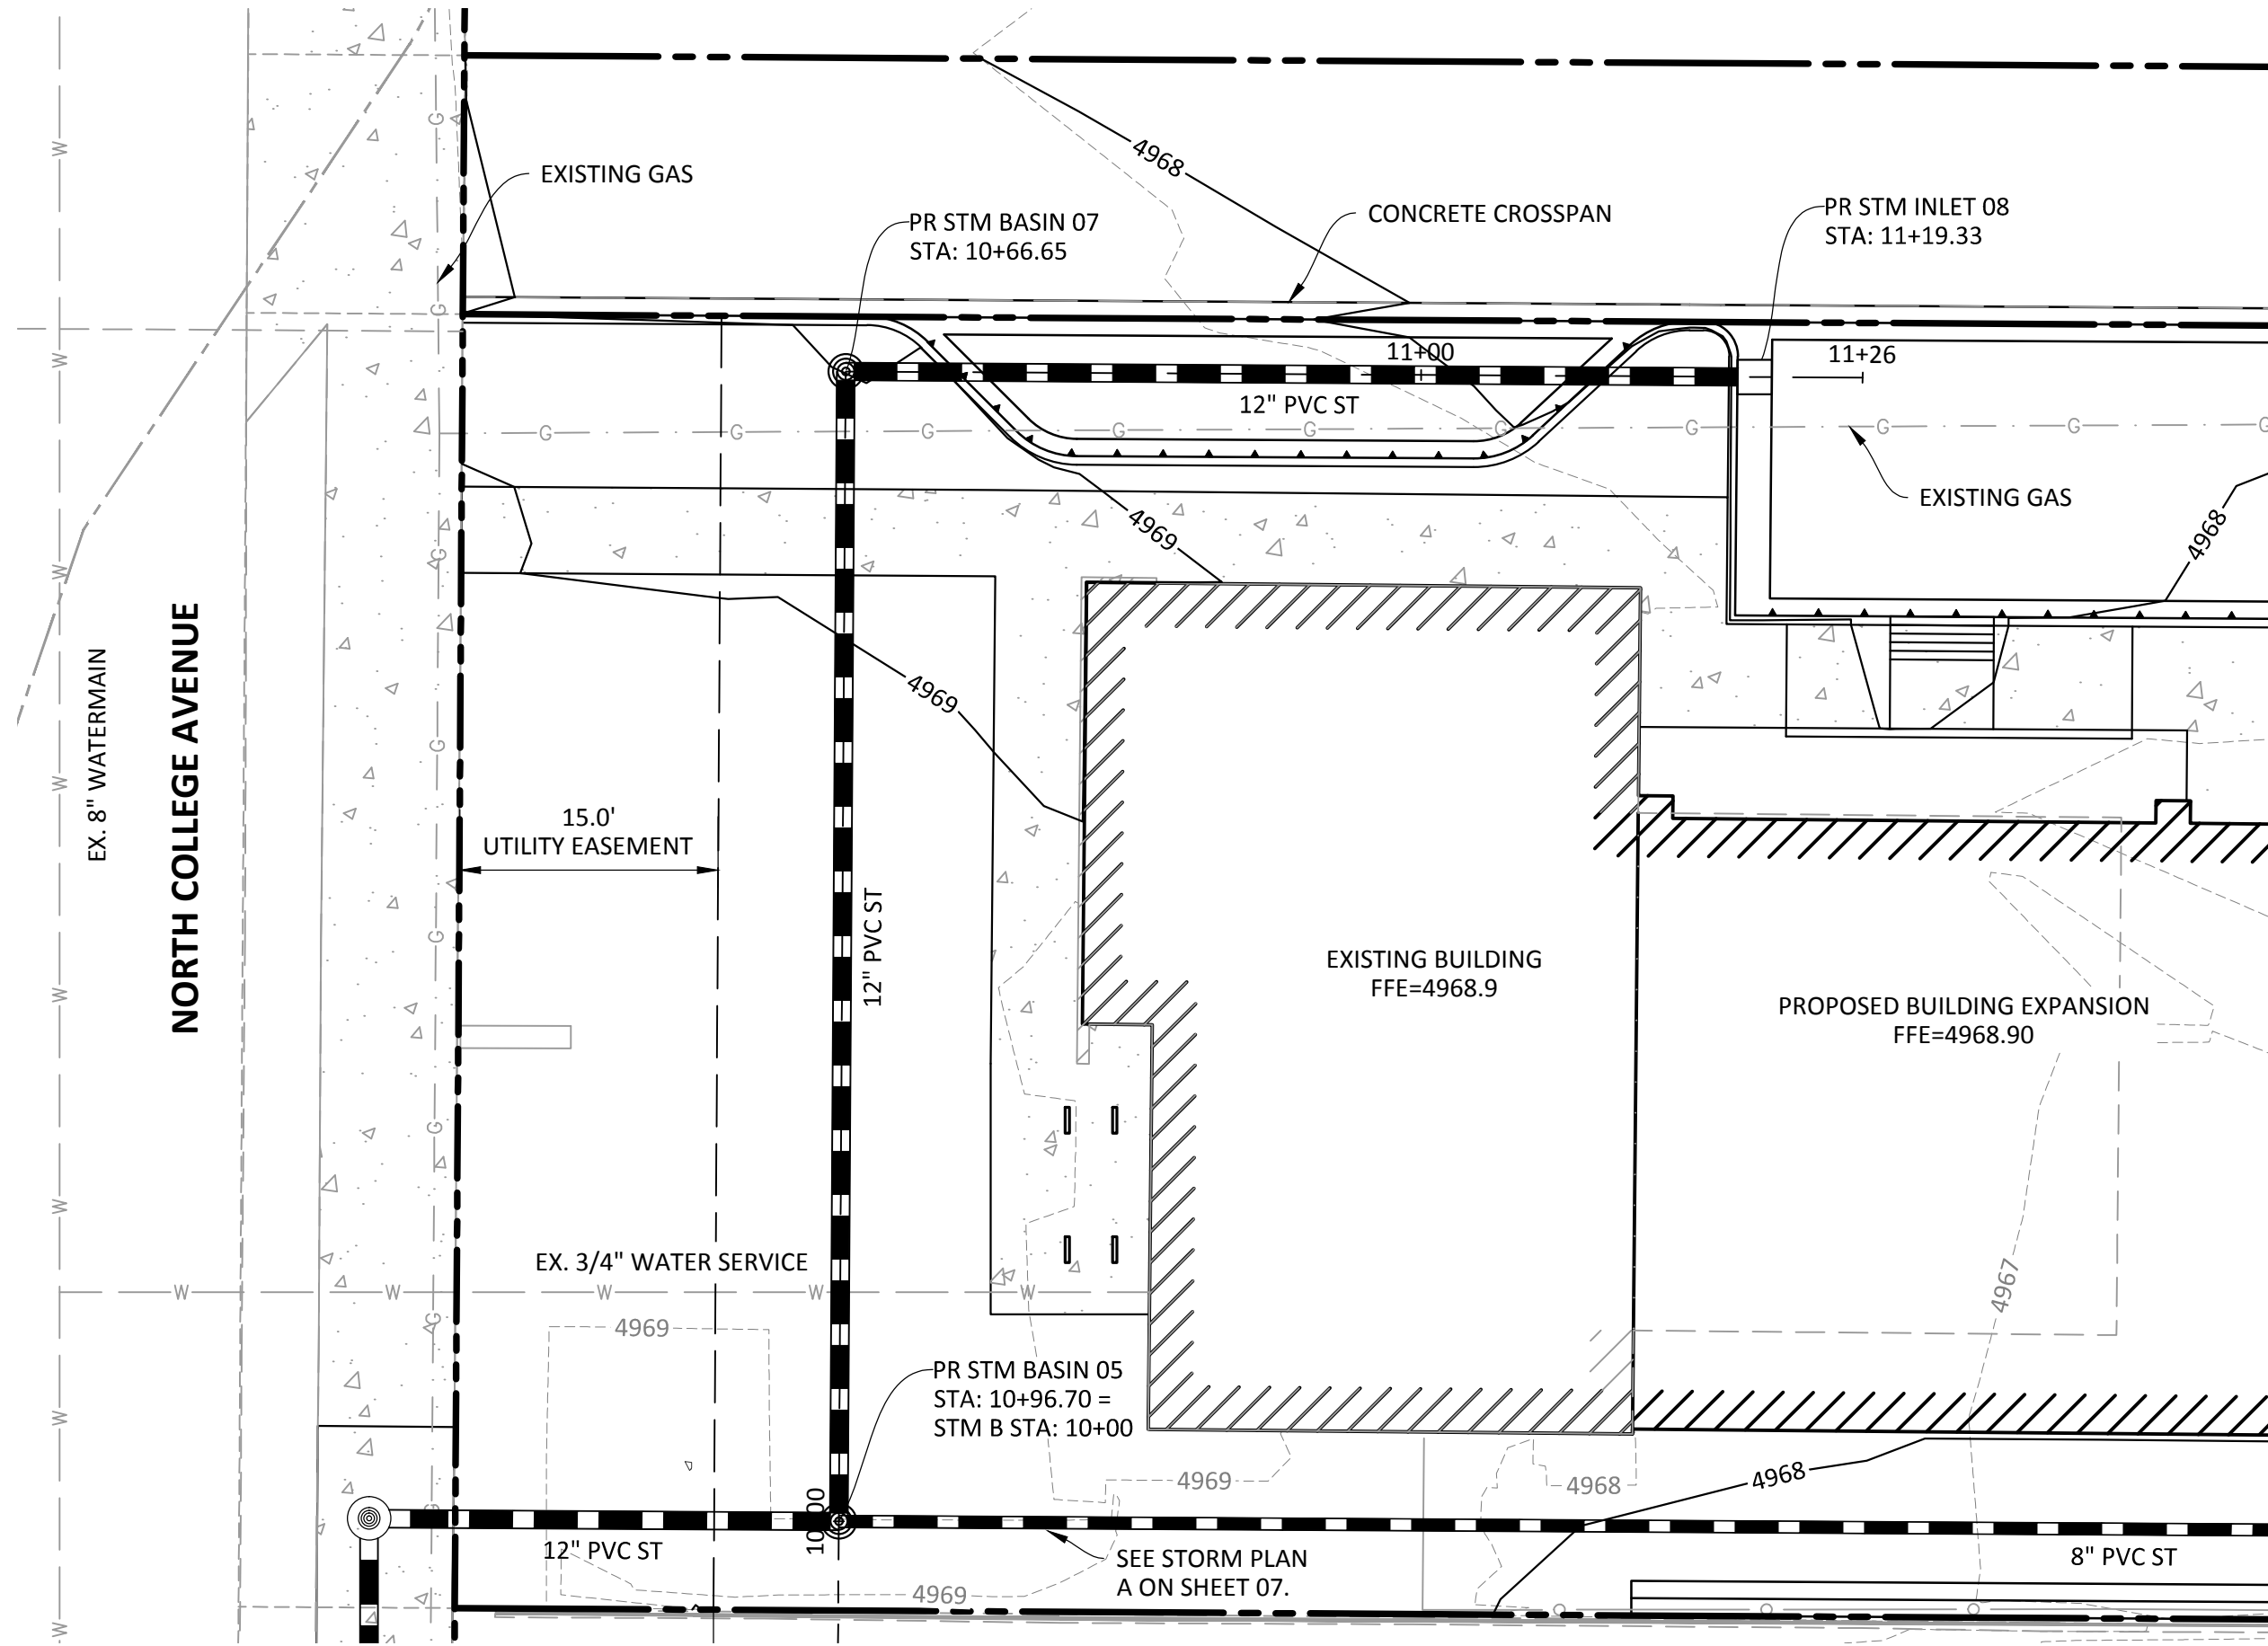 4968
EXISTING GAS
PR STM BASIN 07
STA: 10+66.65
CONCRETE CROSSPAN
PR STM INLET 08
STA: 11+19.33
11+00
11+26
12" PVC ST
G
G
G
G
G
G
G
G
G
G
EXISTING GAS
4969
4968
4969
EX. 8" WATERMAIN
NORTH COLLEGE AVENUE
15.0'
UTILITY EASEMENT
12" PVC ST
EXISTING BUILDING
FFE=4968.9
PROPOSED BUILDING EXPANSION
FFE=4968.90
EX. 3/4" WATER SERVICE
W
W
W
W
W
4969
4967
PR STM BASIN 05
STA: 10+96.70 =
STM B STA: 10+00
4969
4968
4968
10+00
12" PVC ST
SEE STORM PLAN
A ON SHEET 07.
8" PVC ST
4969